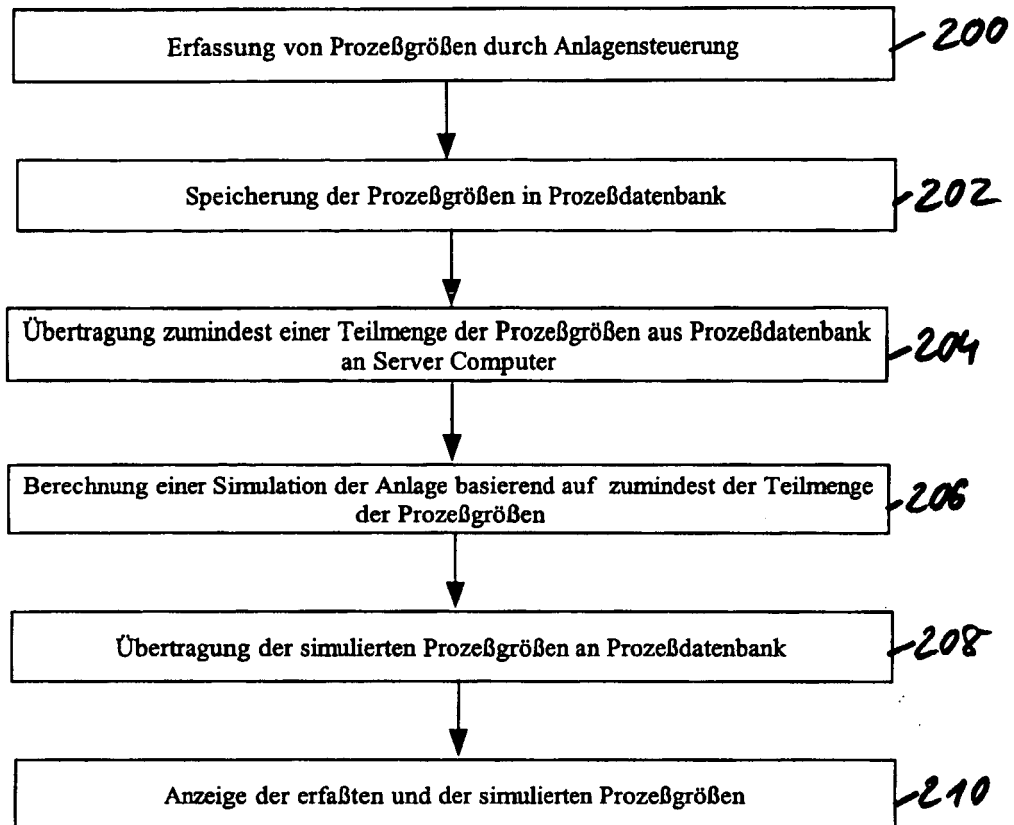 Erfassung von Prozeßgrößen durch Anlagensteuerung
200
Speicherung der Prozeßgrößen in Prozeßdatenbank
202
Übertragung zumindest einer Teilmenge der Prozeßgrößen aus Prozeßdatenbank
an Server Computer
204
Berechnung einer Simulation der Anlage basierend auf zumindest der Teilmenge
der Prozeßgrößen
206
Übertragung der simulierten Prozeßgrößen an Prozeßdatenbank
208
Anzeige der erfaßten und der simulierten Prozeßgrößen
210